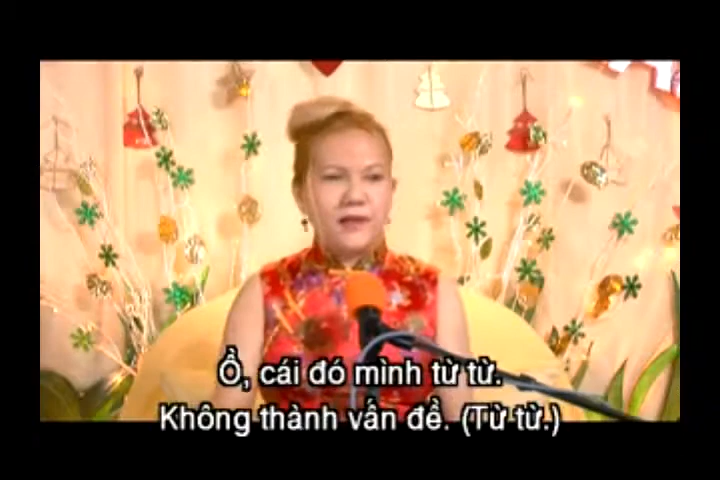 Ồ, cái đó mình từ từ.
Không thành vấn đề. (Từ từ.)